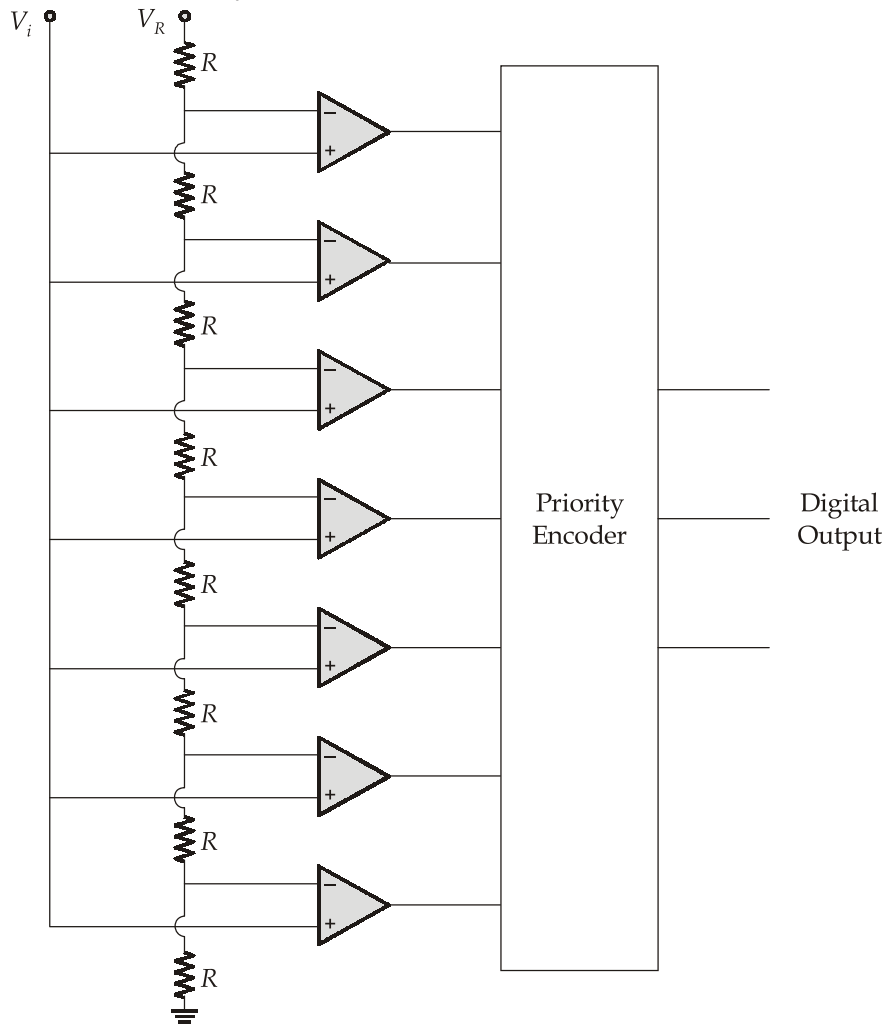 V_i
V_R
R
−
+
R
−
+
R
−
+
R
−
+
R
−
+
R
−
+
R
−
+
R
Priority
Encoder
Digital
Output